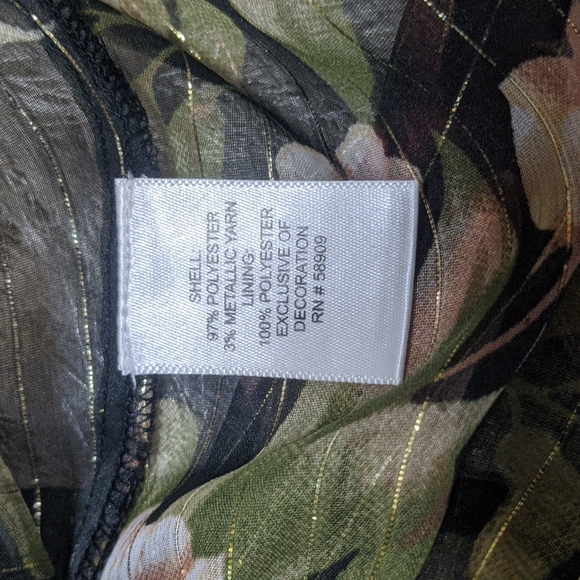 SHELL:
97% POLYESTER
3% METALLIC YARN
LINING:
100% POLYESTER
EXCLUSIVE OF
DECORATION
RN # 58909